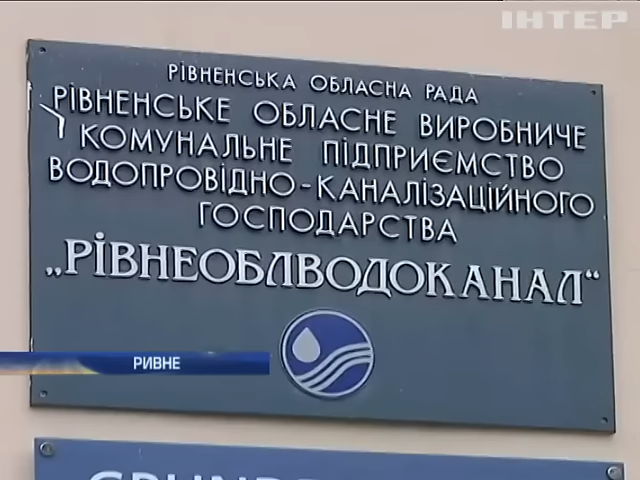 ІНТЕР
РІВНЕНСЬКА ОБЛАСНА РАДА
РІВНЕНСЬКЕ ОБЛАСНЕ ВИРОБНИЧЕ
КОМУНАЛЬНЕ ПІДПРИЄМСТВО
ВОДОПРОВІДНО-КАНАЛІЗАЦІЙНОГО
ГОСПОДАРСТВА
„РІВНЕОБЛВОДОКАНАЛ“
РИВНЕ